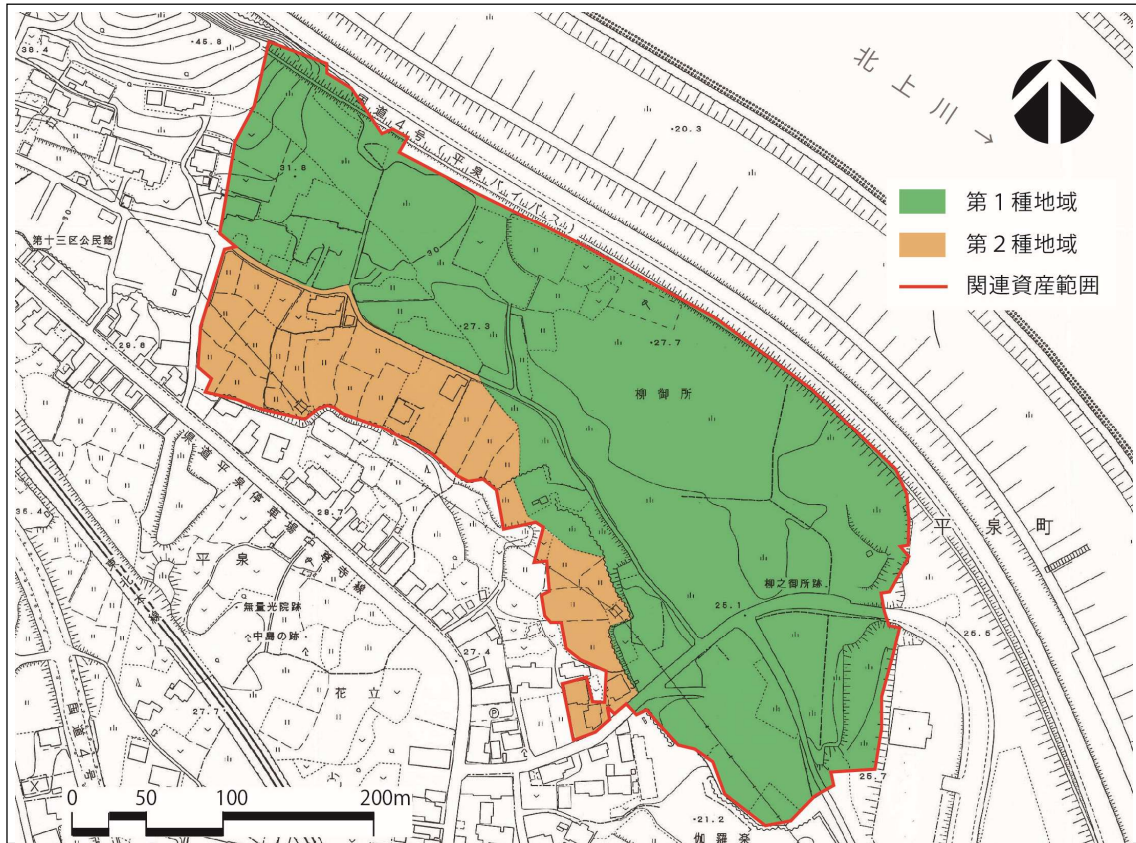 45.8
38.4
北上川→
20.3
国道4号(平泉バイパス)
31.8
第1種地域
第2種地域
関連資産範囲
第十三区公民館
30
30
29.8
27.3
27.7
柳御所
県道平泉停車場中尊寺線
28.7
平泉町
平泉
柳之御所跡
25.1
25.5
無量光院跡
中島の跡
27.4
花立
27.7
P
国道4号
25.7
21.2
伽羅楽
0 50 100 200m